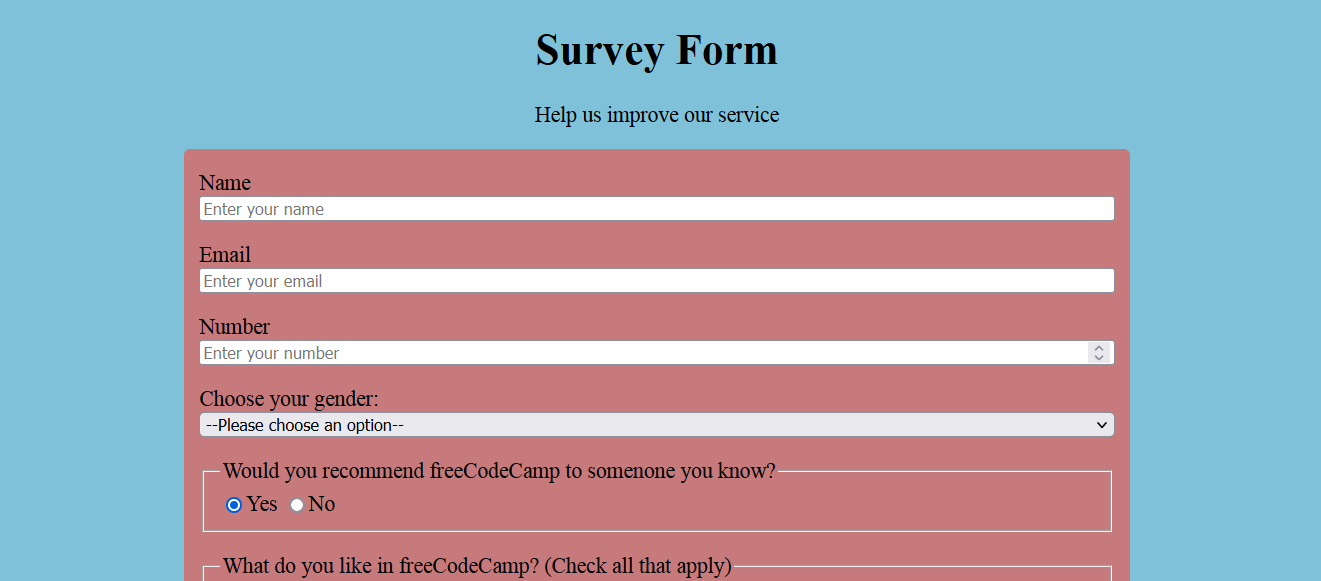 Survey Form
Help us improve our service
Name
Enter your name
Email
Enter your email
Number
Enter your number
Choose your gender:
--Please choose an option--
Would you recommend freeCodeCamp to somenone you know?
Yes No
What do you like in freeCodeCamp? (Check all that apply)